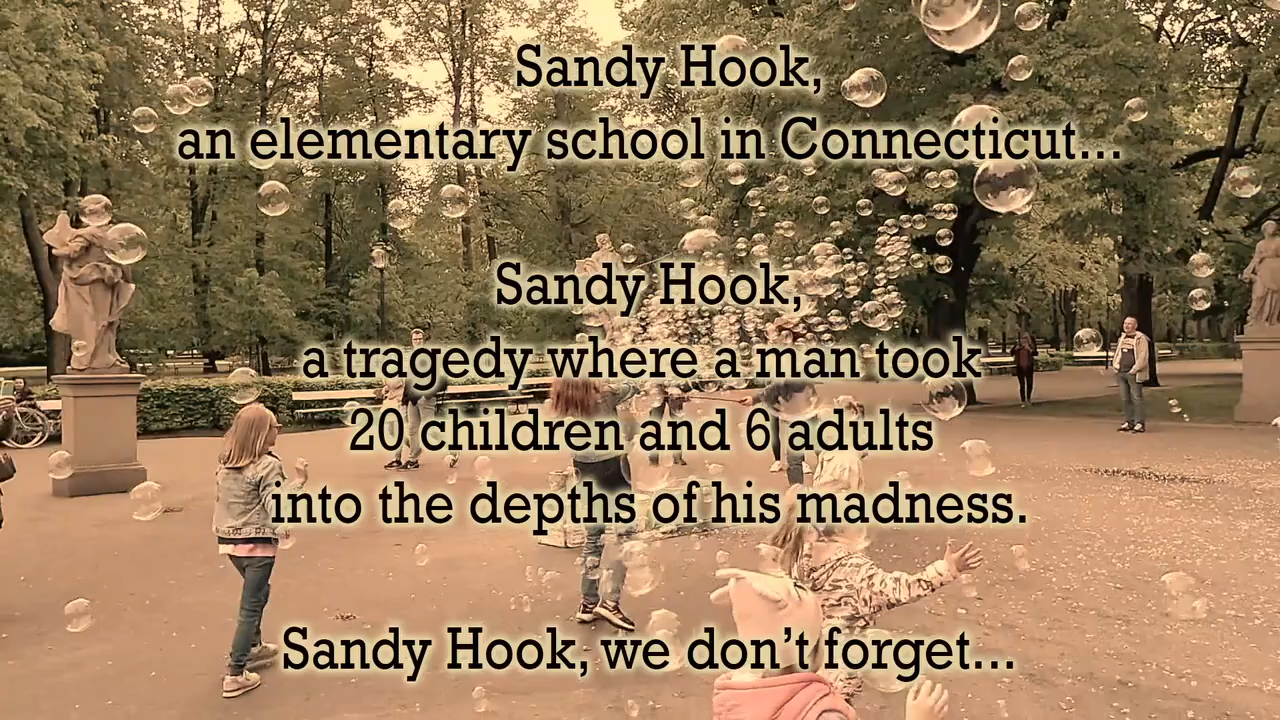 Sandy Hook,
an elementary school in Connecticut...
Sandy Hook,
a tragedy where a man took
20 children and 6 adults
into the depths of his madness.
Sandy Hook, we don’t forget...